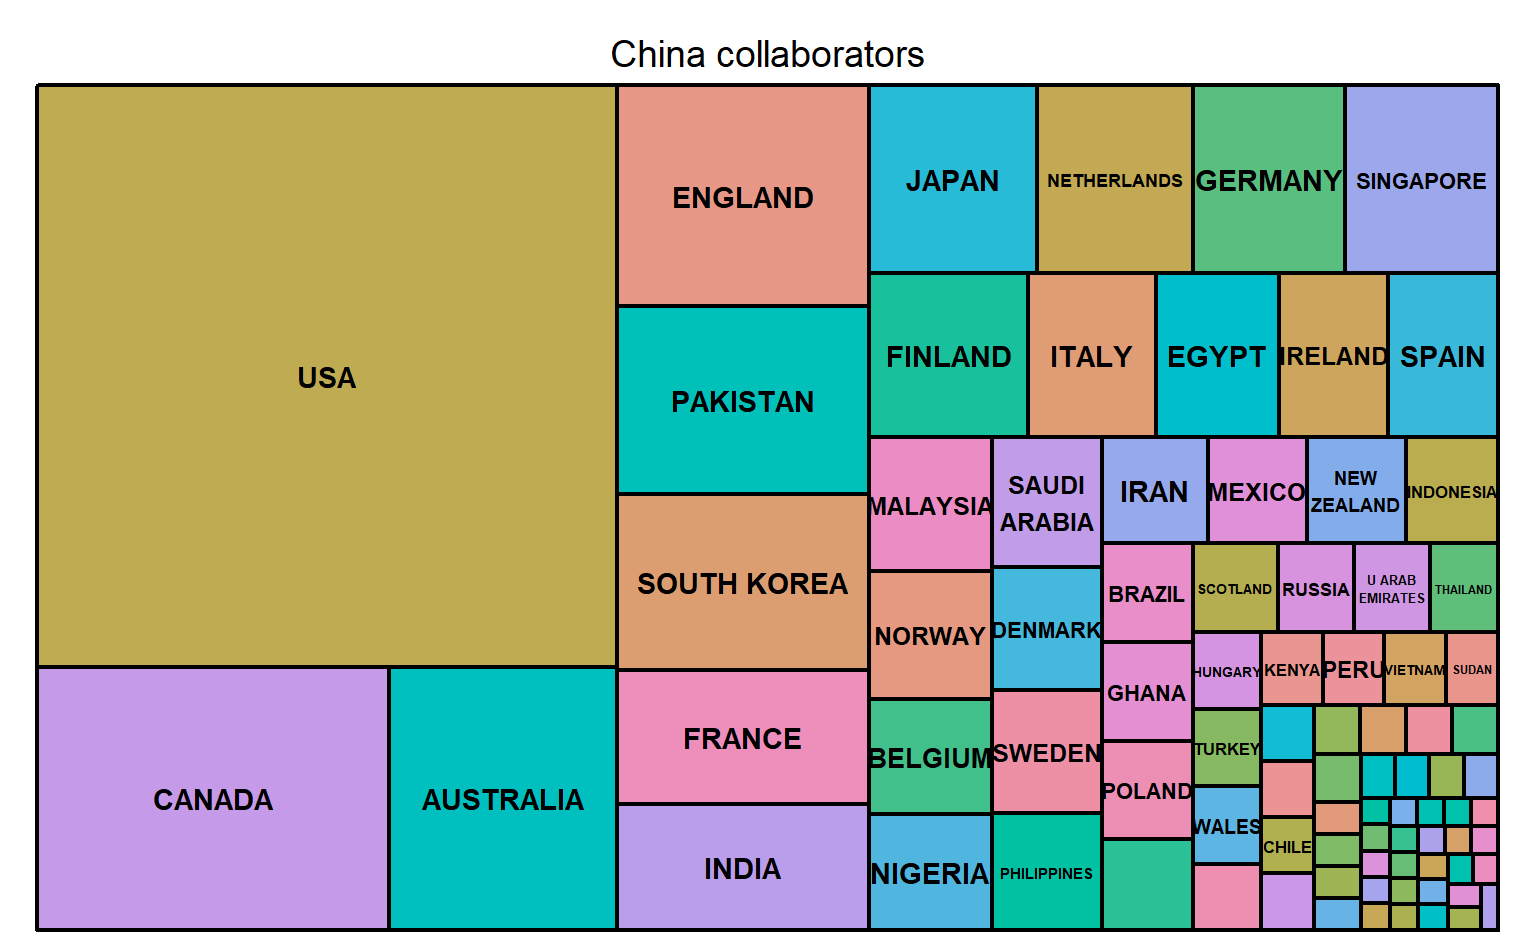 China collaborators
USA
CANADA
AUSTRALIA
ENGLAND
PAKISTAN
SOUTH KOREA
FRANCE
INDIA
JAPAN
NETHERLANDS
GERMANY
SINGAPORE
FINLAND
ITALY
EGYPT
IRELAND
SPAIN
MALAYSIA
NORWAY
BELGIUM
NIGERIA
SAUDI
ARABIA
DENMARK
SWEDEN
PHILIPPINES
IRAN
MEXICO
NEW
ZEALAND
INDONESIA
BRAZIL
GHANA
POLAND
SCOTLAND
RUSSIA
U ARAB
EMIRATES
THAILAND
HUNGARY
TURKEY
WALES
KENYA
PERU
VIETNAM
SUDAN
CHILE